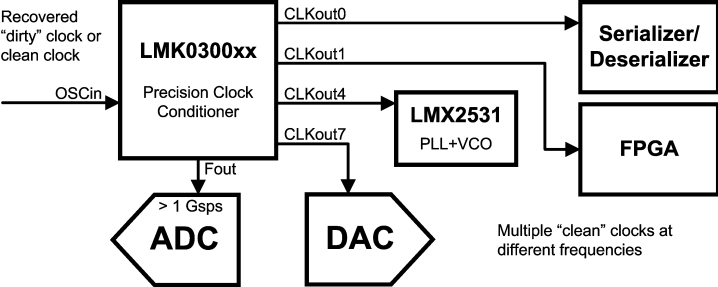 Recovered
“dirty” clock or
clean clock
OSCin
LMK0300xx
Precision Clock
Conditioner
CLKout0
CLKout1
CLKout4
CLKout7
Fout
Serializer/
Deserializer
LMX2531
PLL+VCO
FPGA
> 1 Gsps
ADC
DAC
Multiple “clean” clocks at
different frequencies